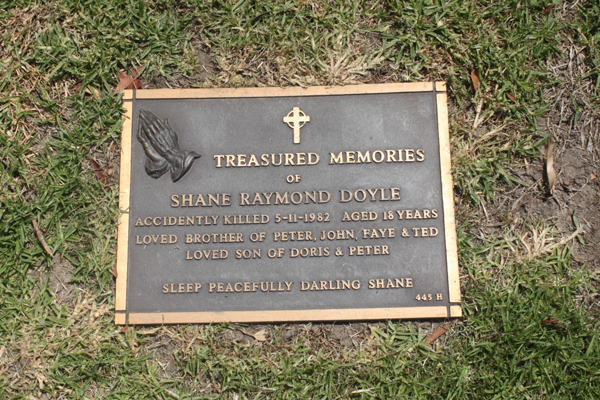 TREASURED MEMORIES
OF
SHANE RAYMOND DOYLE
ACCIDENTLY KILLED 5-11-1982 AGED 18 YEARS
LOVED BROTHER OF PETER, JOHN, FAYE & TED
LOVED SON OF DORIS & PETER
SLEEP PEACEFULLY DARLING SHANE
445 H